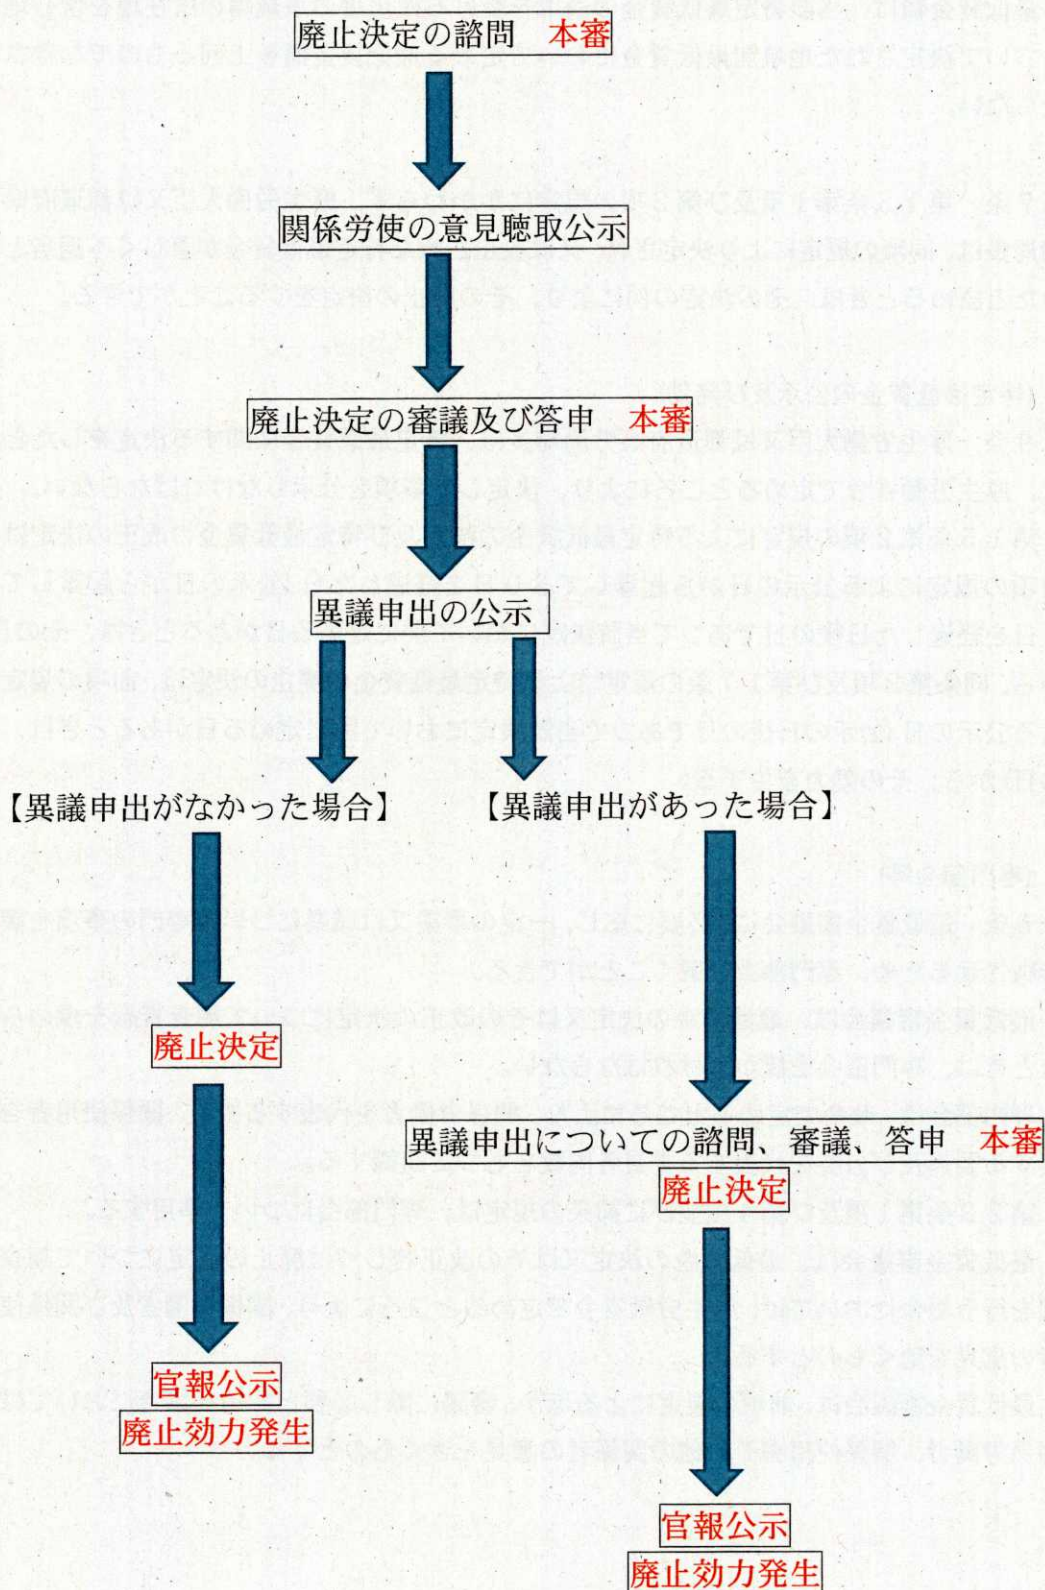 廃止決定の諮問　本審
関係労使の意見聴取公示
廃止決定の審議及び答申　本審
異議申出の公示
【異議申出がなかった場合】
【異議申出があった場合】
廃止決定
官報公示
廃止効力発生
異議申出についての諮問、審議、答申　本審
廃止決定
官報公示
廃止効力発生